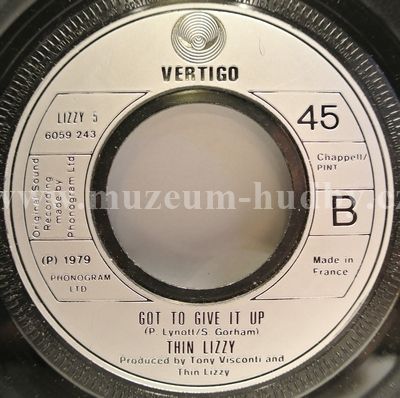 VERTIGO
LIZZY 5
6059 243
45
Original Sound
Recording
made by
Phonogram Ltd
Chappell/
PINT
B
(P) 1979
PHONOGRAM
LTD
Made in
France
www.muzeum-hudby.cz
GOT TO GIVE IT UP
(P. Lynott/S. Gorham)
THIN LIZZY
Produced by Tony Visconti and
Thin Lizzy